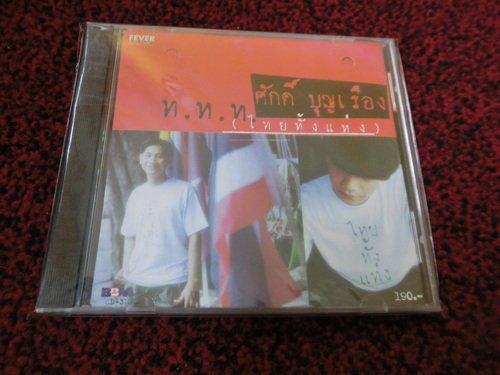 FEVER
ศักดิ์ บุญเรือง
ท.ท.ท.
(ไทยทั้งแท่ง)
ไทย
ทั้ง
แท่ง
190.-